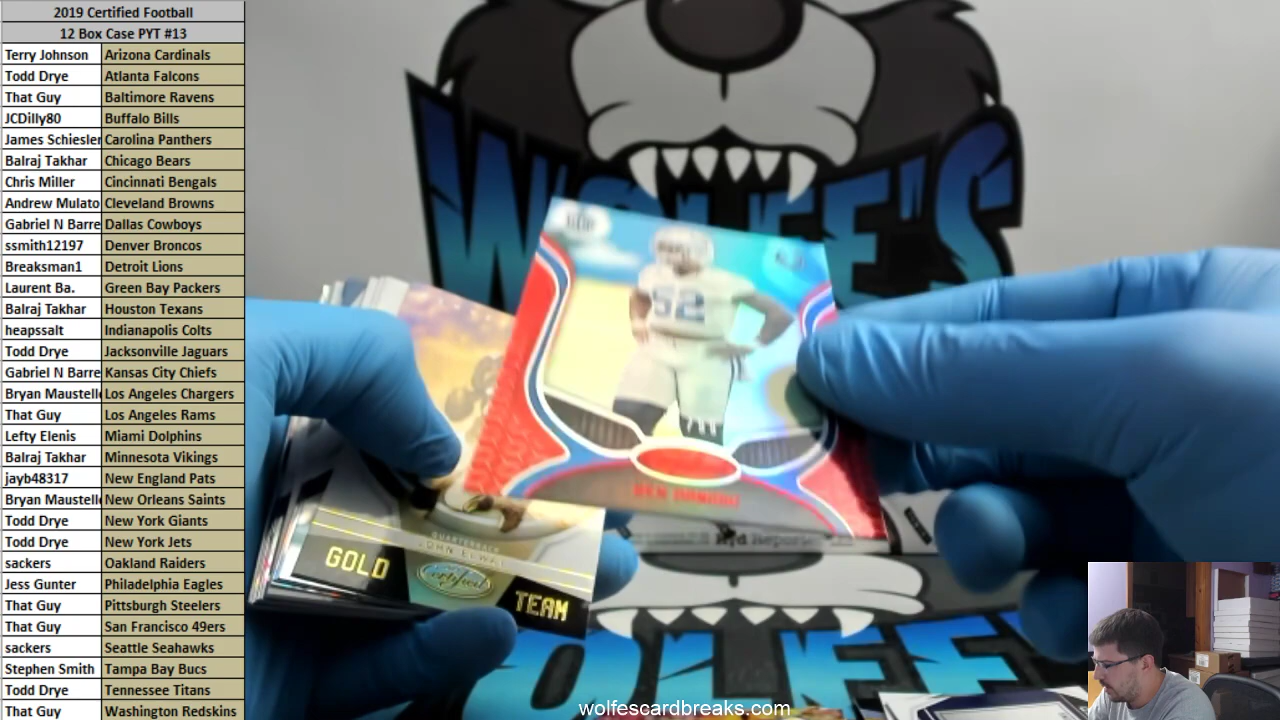 2019 Certified Football
12 Box Case PYT #13
Terry Johnson Arizona Cardinals
Todd Drye Atlanta Falcons
That Guy Baltimore Ravens
JCDilly80 Buffalo Bills
James Schiesler Carolina Panthers
Balraj Takhar Chicago Bears
Chris Miller Cincinnati Bengals
Andrew Mulato Cleveland Browns
Gabriel N Barre Dallas Cowboys
ssmith12197 Denver Broncos
Breaksman1 Detroit Lions
Laurent Ba. Green Bay Packers
Balraj Takhar Houston Texans
heapssalt Indianapolis Colts
Todd Drye Jacksonville Jaguars
Gabriel N Barre Kansas City Chiefs
Bryan Maustelle Los Angeles Chargers
That Guy Los Angeles Rams
Lefty Elenis Miami Dolphins
Balraj Takhar Minnesota Vikings
jayb48317 New England Pats
Bryan Maustelle New Orleans Saints
Todd Drye New York Giants
Todd Drye New York Jets
sackers Oakland Raiders
Jess Gunter Philadelphia Eagles
That Guy Pittsburgh Steelers
That Guy San Francisco 49ers
sackers Seattle Seahawks
Stephen Smith Tampa Bay Bucs
Todd Drye Tennessee Titans
That Guy Washington Redskins
WOLFE'S
52
BEN BANOGU
JOHN ELWAY
GOLD Certified TEAM
OLFE
wolfescardbreaks.com